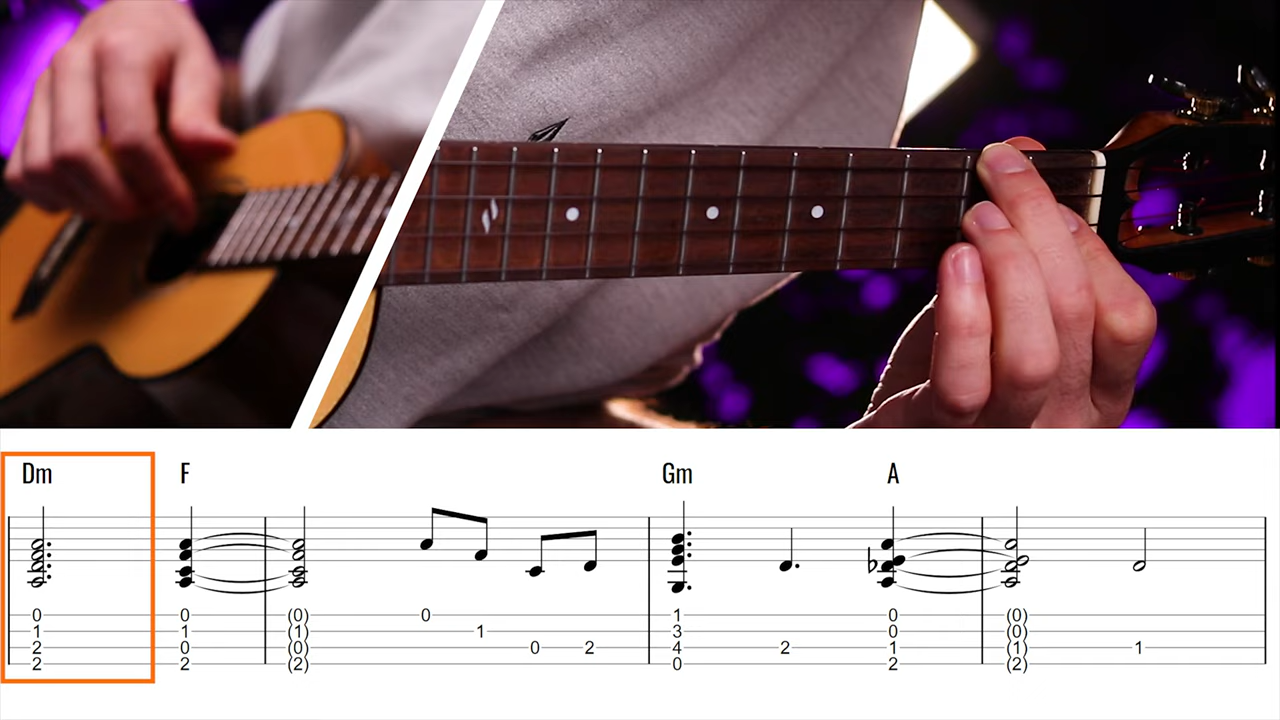 Dm F Gm A
0 0 (0) 0 1 0 (0)
1 1 (1) 1 3 0 (0)
2 0 (0) 0 2 4 2 1 (1) 1
2 2 (2) 0 2 (2)